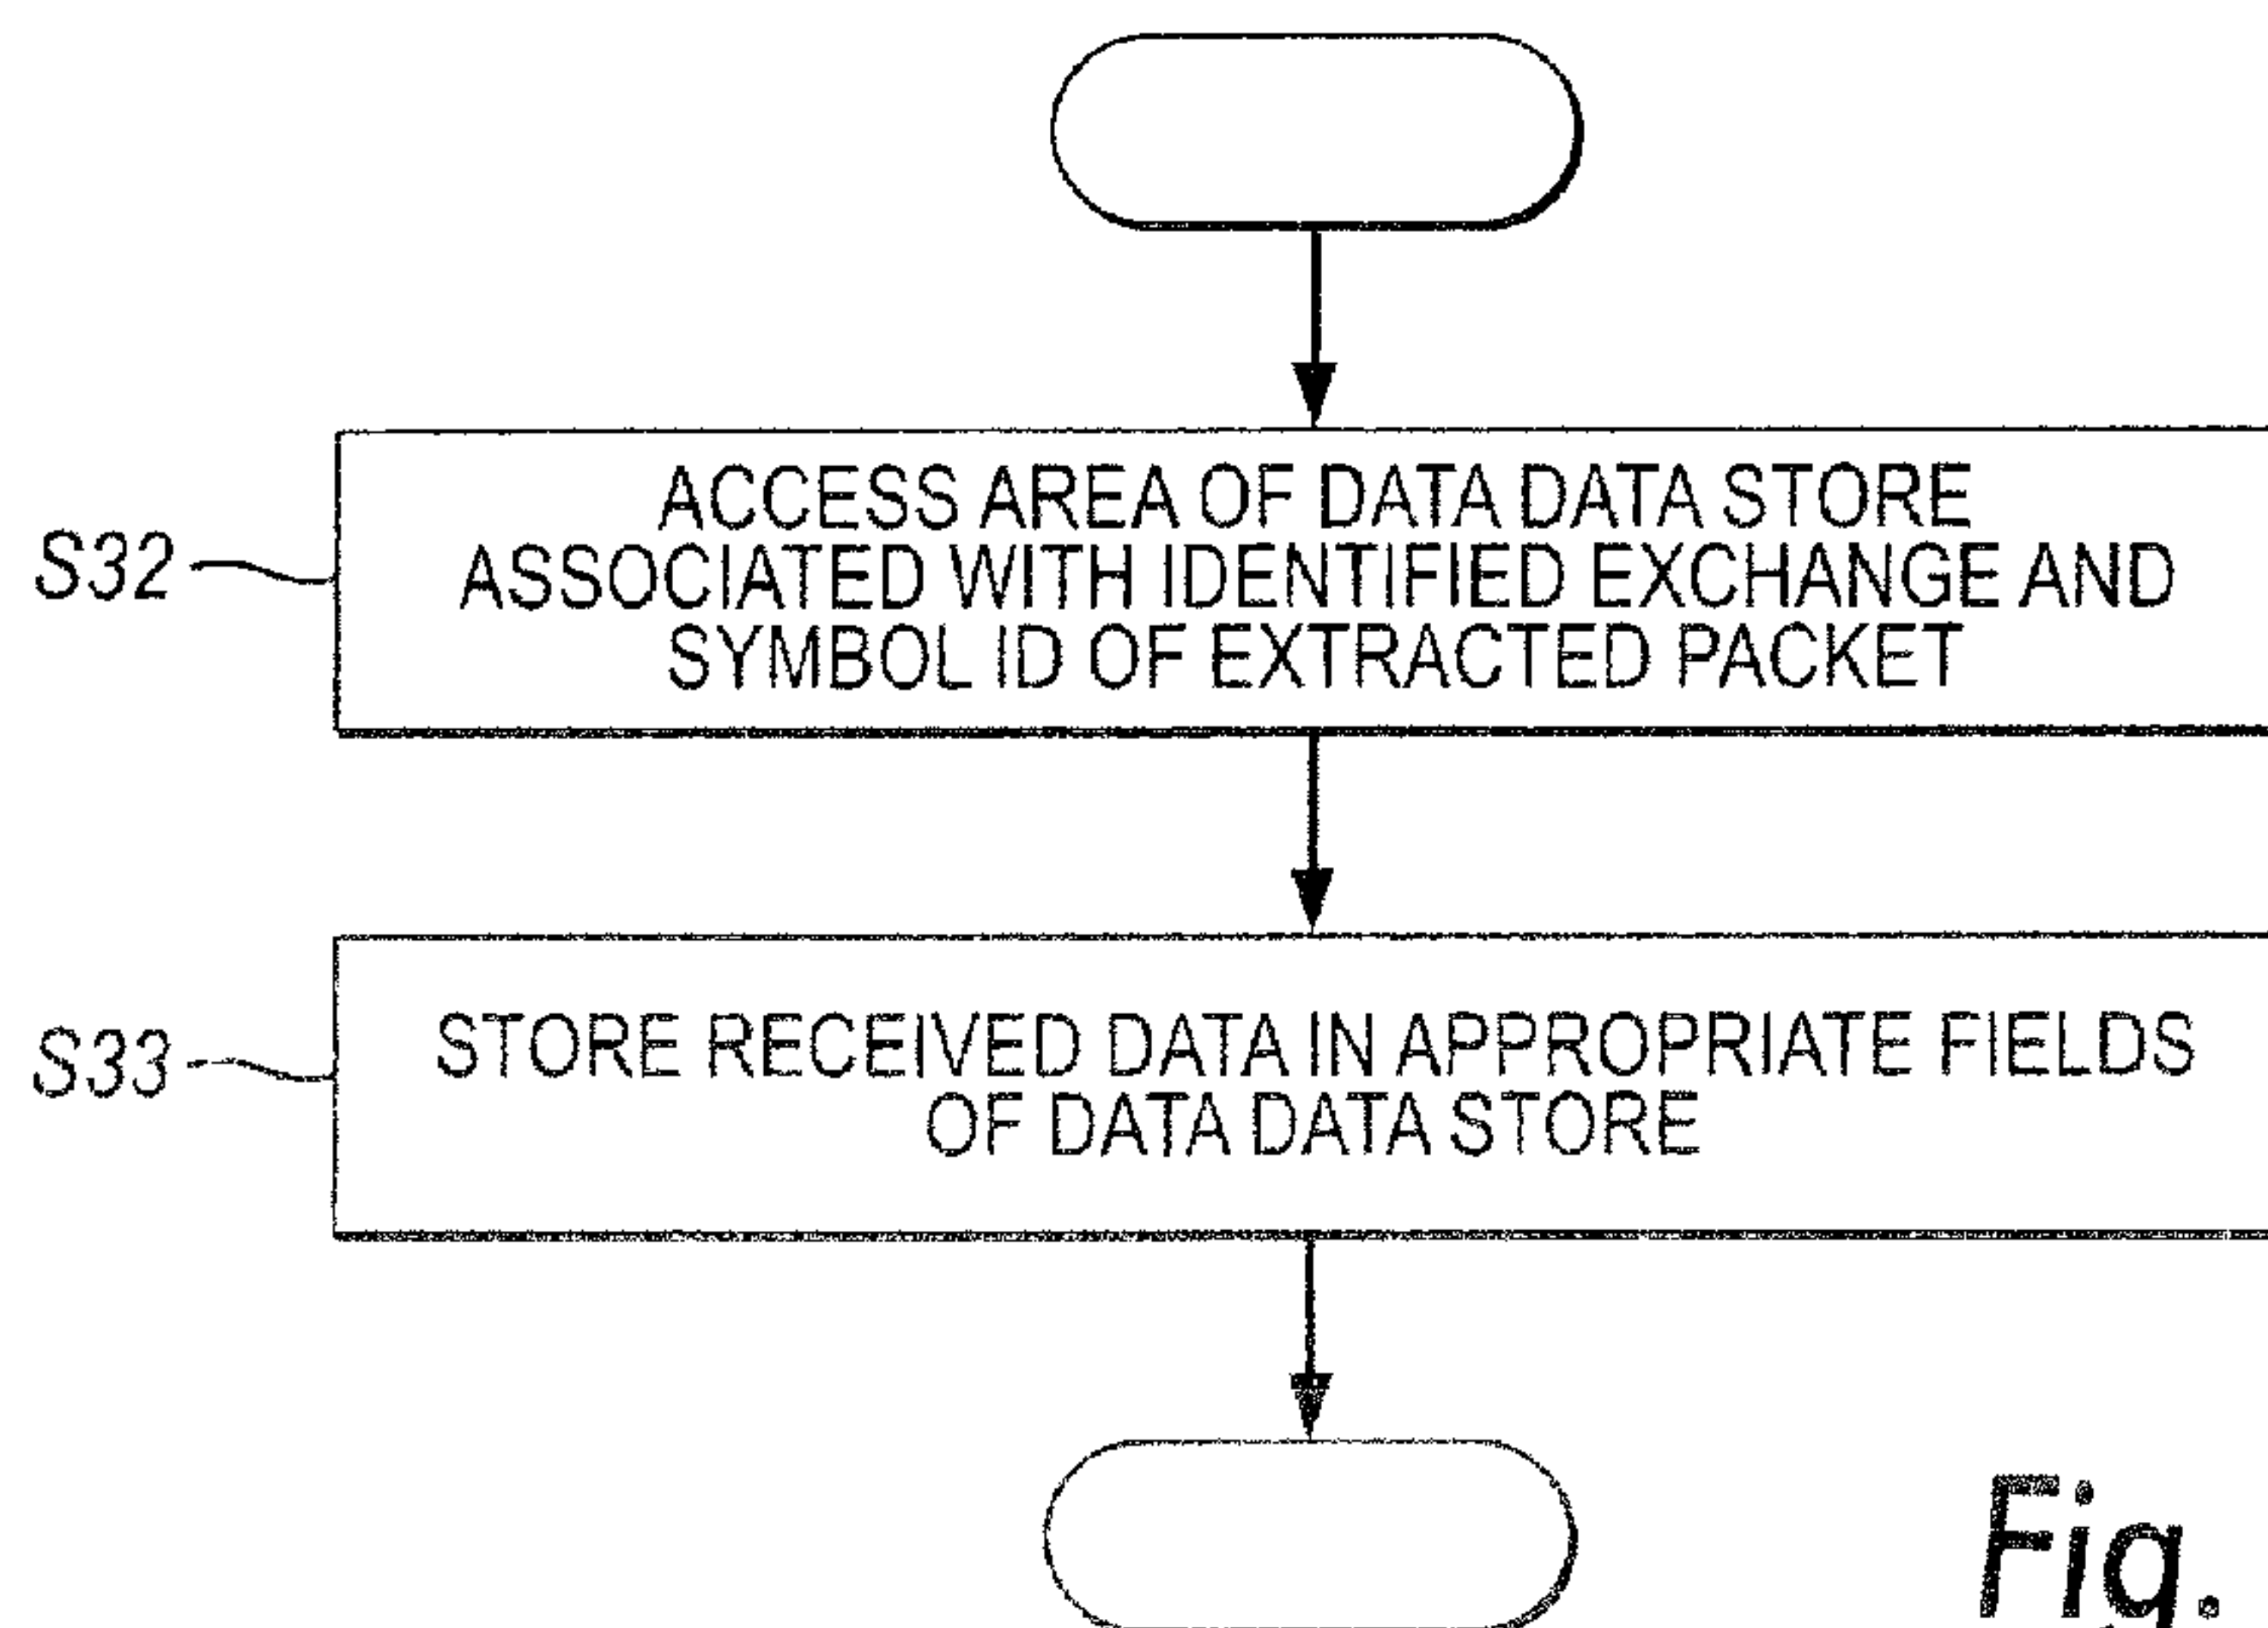 S32
ACCESS AREA OF DATA DATA STORE
ASSOCIATED WITH IDENTIFIED EXCHANGE AND
SYMBOL ID OF EXTRACTED PACKET
S33
STORE RECEIVED DATA IN APPROPRIATE FIELDS
OF DATA DATA STORE
Fig.